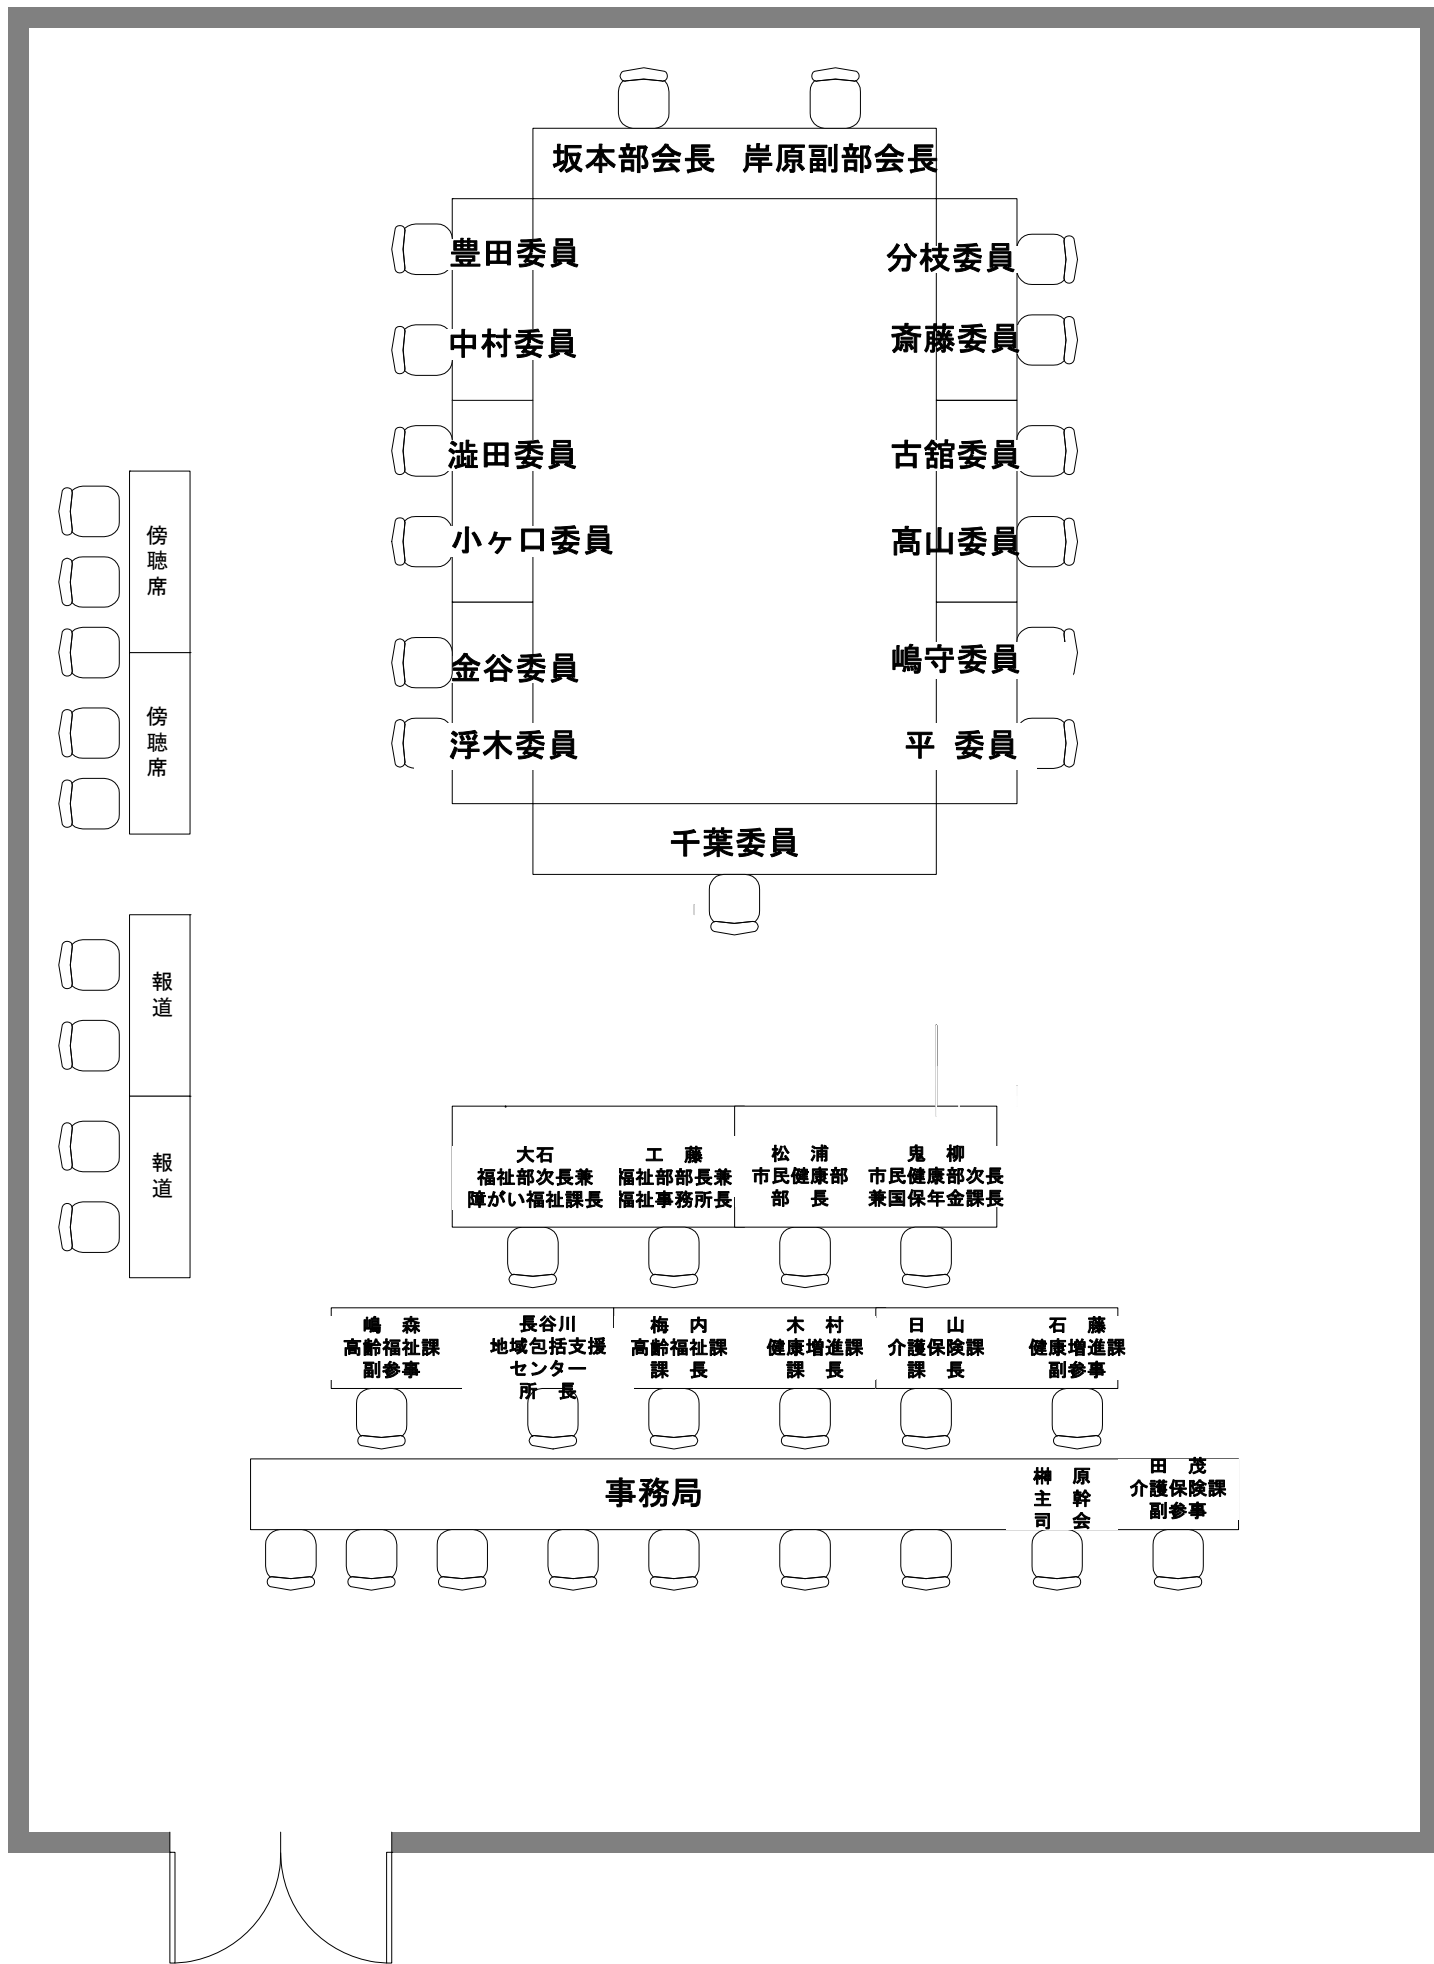 坂本部会長　岸原副部会長
豊田委員
分枝委員
中村委員
斎藤委員
澁田委員
古舘委員
小ヶ口委員
髙山委員
金谷委員
嶋守委員
浮木委員
平 委員
千葉委員
傍聴席
傍聴席
報道
報道
大石
福祉部次長兼
障がい福祉課長
工　藤
福祉部部長兼
福祉事務所長
松　浦
市民健康部
部　長
鬼　柳
市民健康部次長
兼国保年金課長
嶋　森
高齢福祉課
副参事
長谷川
地域包括支援
センター
所　長
梅　内
高齢福祉課
課　長
木　村
健康増進課
課　長
日　山
介護保険課
課　長
石　藤
健康増進課
副参事
事務局
榊　原
主　幹
司　会
田　茂
介護保険課
副参事